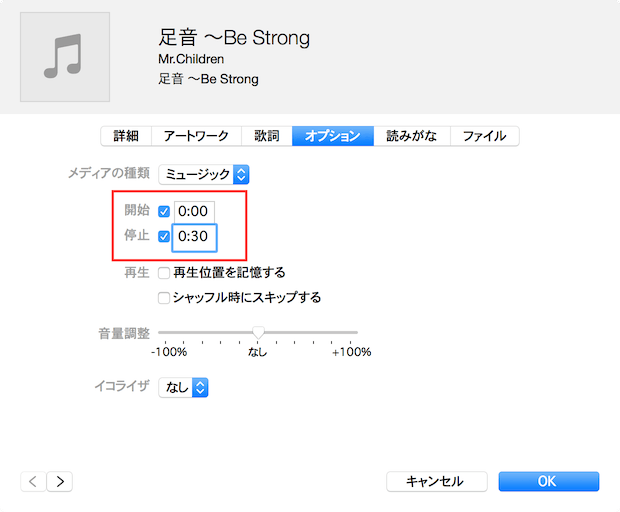 足音 〜Be Strong
Mr.Children
足音 〜Be Strong
詳細 アートワーク 歌詞 オプション 読みがな ファイル
メディアの種類 ミュージック
開始 0:00
停止 0:30
再生 再生位置を記憶する
シャッフル時にスキップする
音量調整
-100% なし +100%
イコライザ なし
キャンセル OK